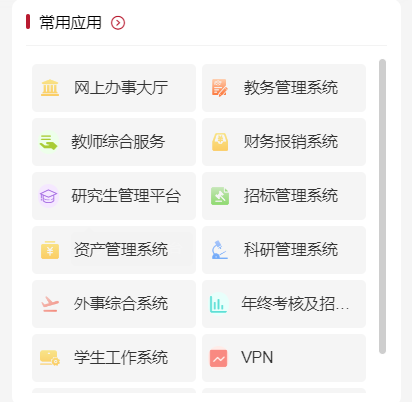 常用应用
网上办事大厅
教务管理系统
教师综合服务
财务报销系统
研究生管理平台
招标管理系统
资产管理系统
科研管理系统
外事综合系统
年终考核及招...
学生工作系统
VPN